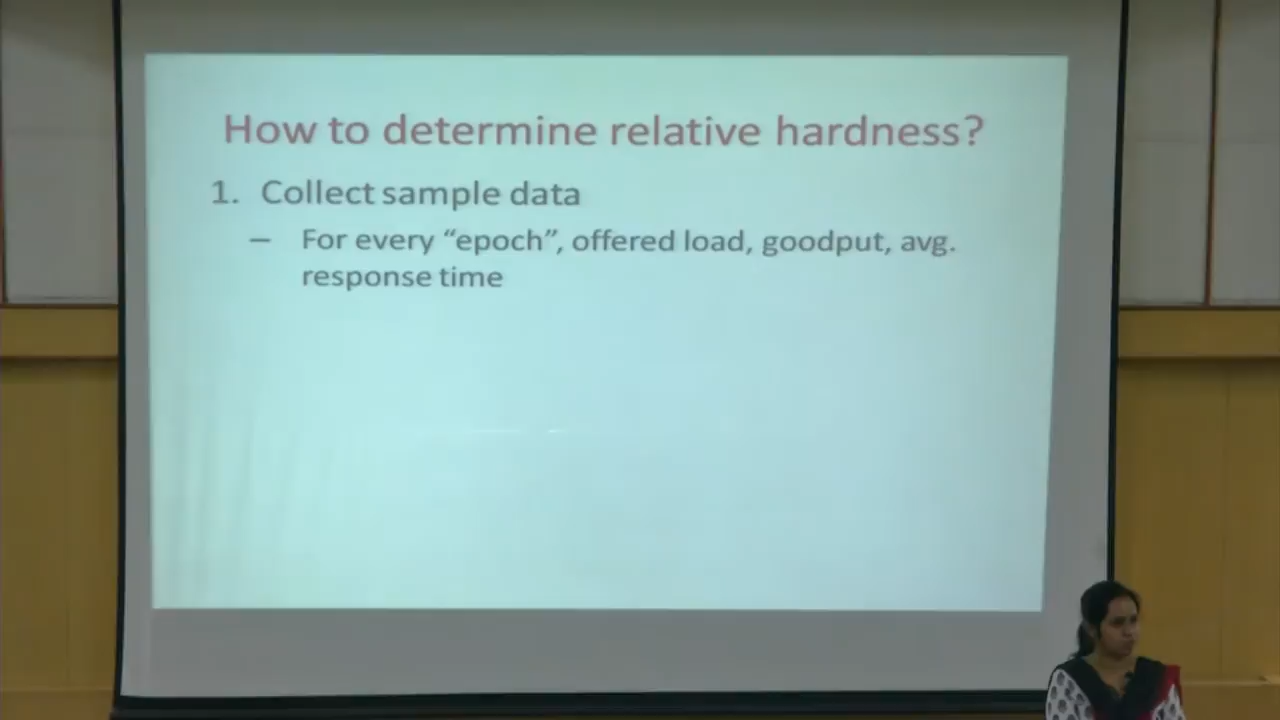 How to determine relative hardness?
1. Collect sample data
– For every “epoch”, offered load, goodput, avg.
response time